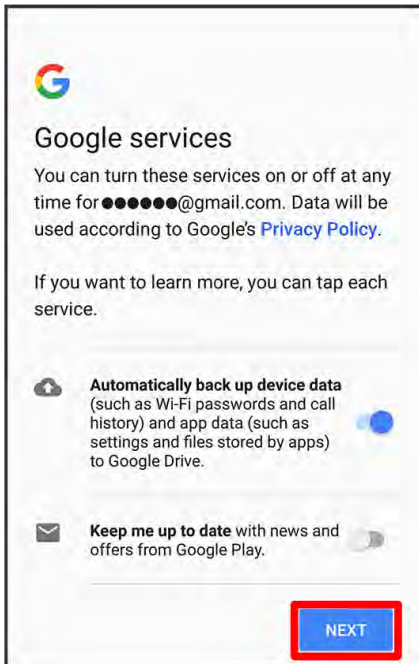 Google services
You can turn these services on or off at any
time for ●●●●●●@gmail.com. Data will be
used according to Google's Privacy Policy.
If you want to learn more, you can tap each
service.
Automatically back up device data
(such as Wi-Fi passwords and call
history) and app data (such as
settings and files stored by apps)
to Google Drive.
Keep me up to date with news and
offers from Google Play.
NEXT